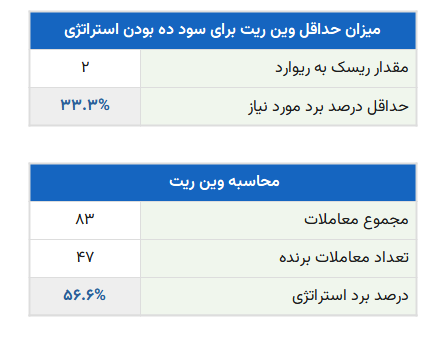 میزان حداقل وین ریت برای سود ده بودن استراتژی
مقدار ریسک به ریوارد ۲
حداقل درصد برد مورد نیاز ۳۳.۳%
محاسبه وین ریت
مجموع معاملات ۸۳
تعداد معاملات برنده ۴۷
درصد برد استراتژی ۵۶.۶%